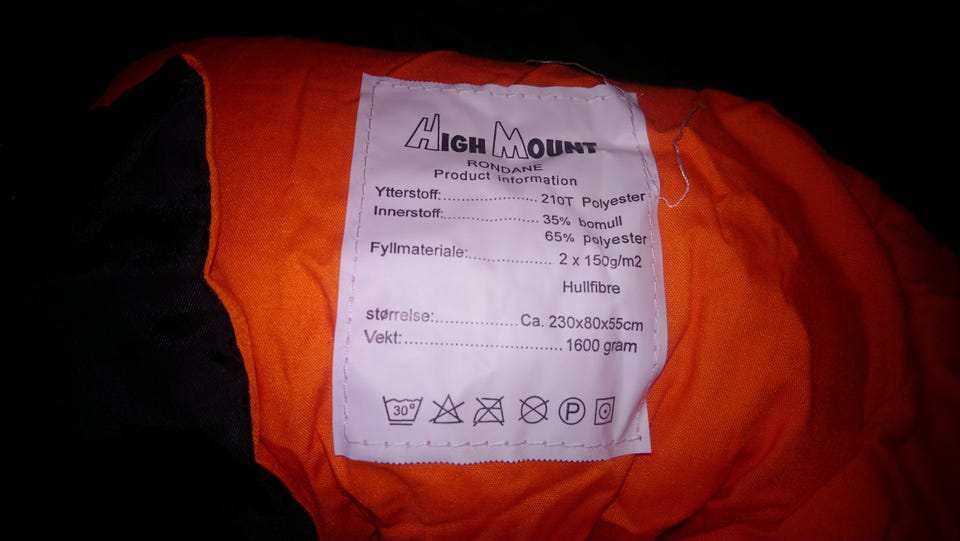 HIGH MOUNT
RONDANE
Product information
Ytterstoff:........................ 210T Polyester
Innerstoff:........................ 35% bomull
65% polyester
Fyllmateriale:..................... 2 x 150g/m2
Hullfibre
størrelse:..................... Ca. 230x80x55cm
Vekt:....................................... 1600 gram
30° P